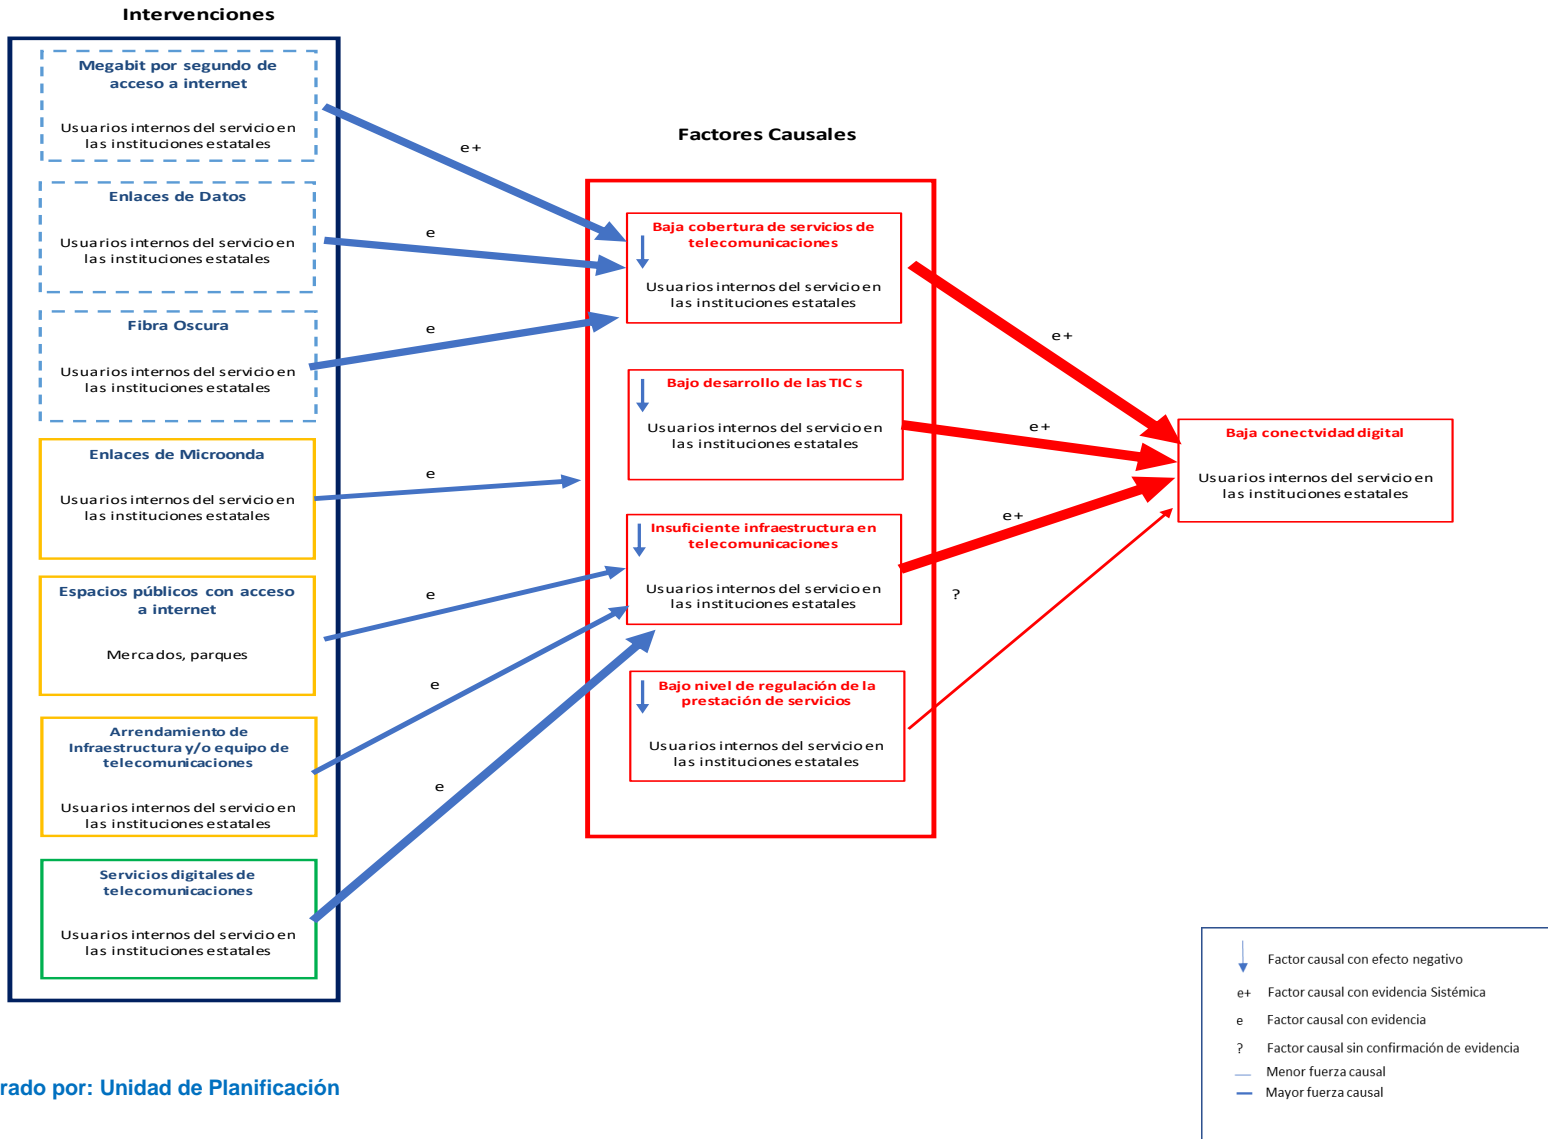 Intervenciones
Megabit por segundo de
acceso a internet
Usuarios internos del servicio en
las instituciones estatales
Enlaces de Datos
Usuarios internos del servicio en
las instituciones estatales
Fibra Oscura
Usuarios internos del servicio en
las instituciones estatales
Enlaces de Microonda
Usuarios internos del servicio en
las instituciones estatales
Espacios públicos con acceso
a internet
Mercados, parques
Arrendamiento de
Infraestructura y/o equipo de
telecomunicaciones
Usuarios internos del servicio en
las instituciones estatales
Servicios digitales de
telecomunicaciones
Usuarios internos del servicio en
las instituciones estatales
e+
e
e
e
e
e
e
Factores Causales
Baja cobertura de servicios de
telecomunicaciones
Usuarios internos del servicio en
las instituciones estatales
Bajo desarrollo de las TIC s
Usuarios internos del servicio en
las instituciones estatales
Insuficiente infraestructura en
telecomunicaciones
Usuarios internos del servicio en
las instituciones estatales
Bajo nivel de regulación de la
prestación de servicios
Usuarios internos del servicio en
las instituciones estatales
e+
e+
e+
?
Baja conectvidad digital
Usuarios internos del servicio en
las instituciones estatales
Factor causal con efecto negativo
e+ Factor causal con evidencia Sistémica
e Factor causal con evidencia
? Factor causal sin confirmación de evidencia
Menor fuerza causal
Mayor fuerza causal
rado por: Unidad de Planificación